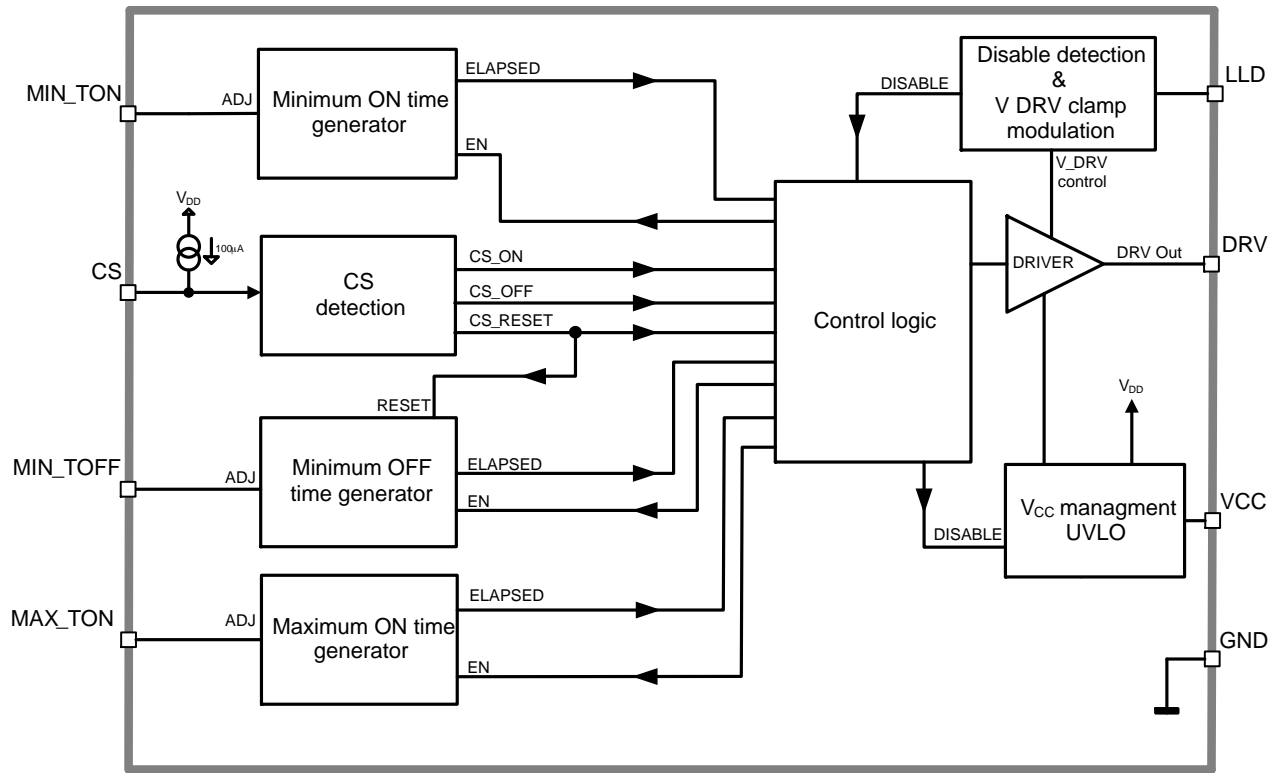 MIN_TON
ADJ
Minimum ON time
generator
ELAPSED
EN
DISABLE
Disable detection
&
V DRV clamp
modulation
LLD
V_DRV
control
VDD
100µA
CS
CS
detection
CS_ON
CS_OFF
CS_RESET
Control logic
DRIVER
DRV Out
DRV
RESET
MIN_TOFF
ADJ
Minimum OFF
time generator
ELAPSED
EN
VDD
DISABLE
VCC managment
UVLO
VCC
MAX_TON
ADJ
Maximum ON time
generator
ELAPSED
EN
GND